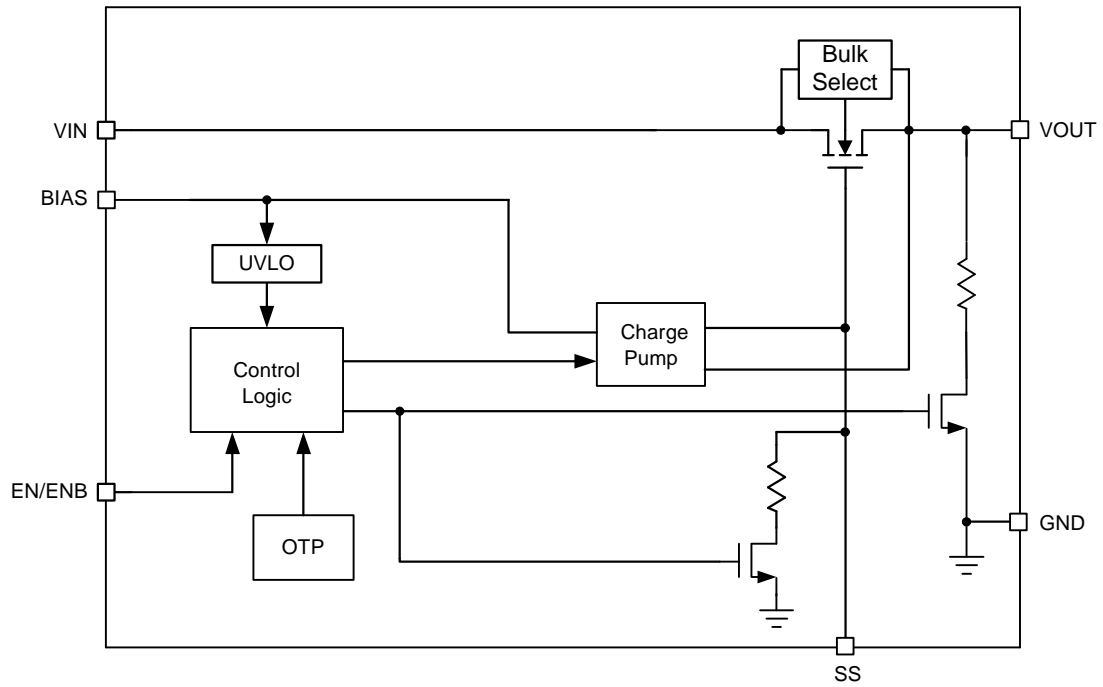 Bulk
Select
VIN
VOUT
BIAS
UVLO
Charge
Pump
Control
Logic
EN/ENB
OTP
GND
SS